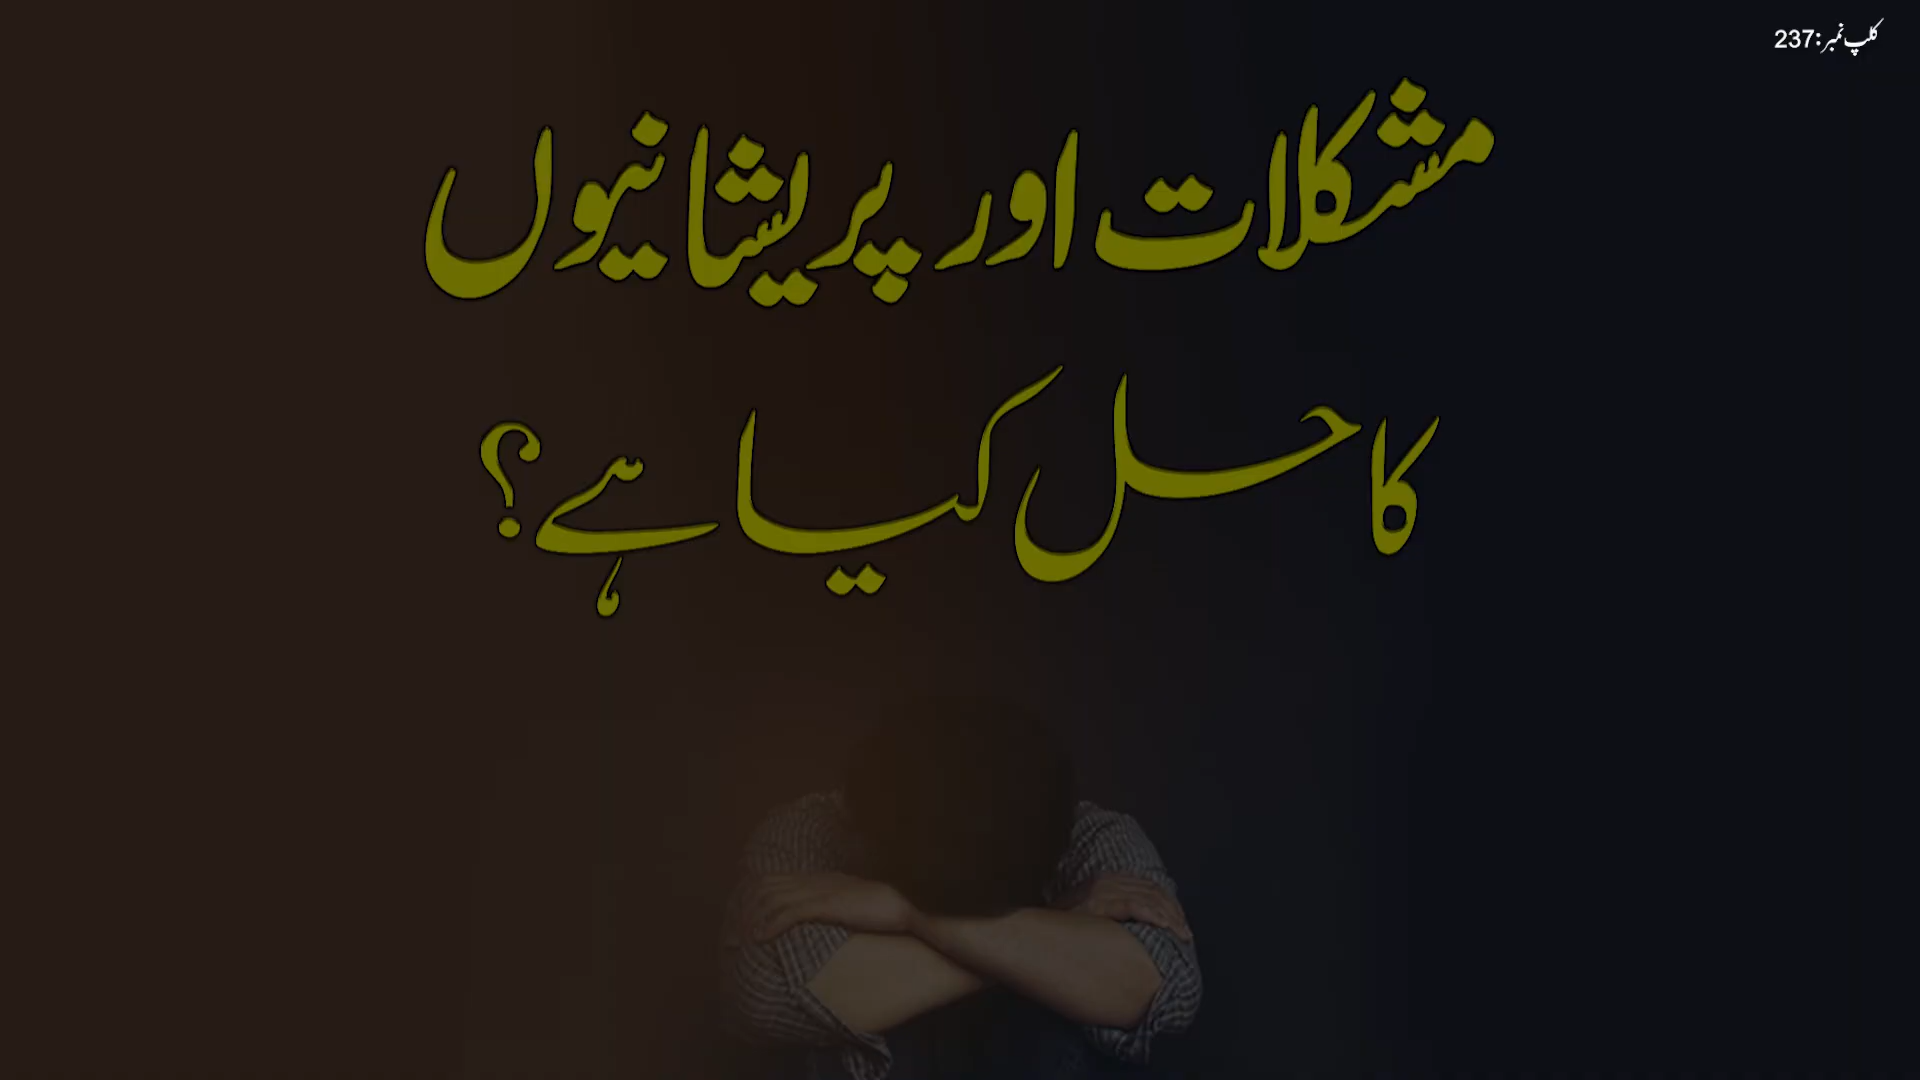 کلپ نمبر:237
مشکلات اور پریشانیوں
کا حل کیا ہے؟